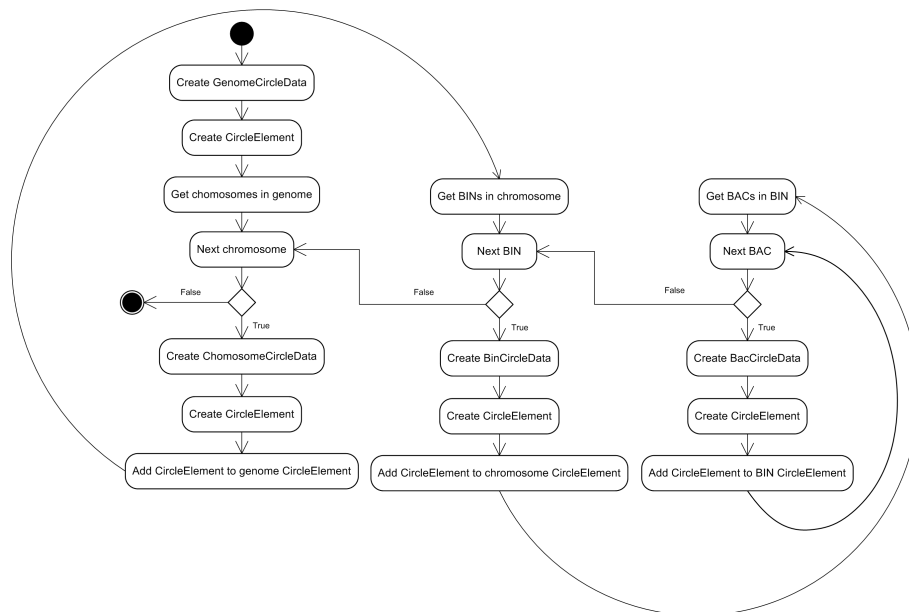 Create GenomeCircleData
Create CircleElement
Get chomosomes in genome
Next chromosome
False
True
Create ChomosomeCircleData
Create CircleElement
Add CircleElement to genome CircleElement
Get BINs in chromosome
Next BIN
False
True
Create BinCircleData
Create CircleElement
Add CircleElement to chromosome CircleElement
Get BACs in BIN
Next BAC
False
True
Create BacCircleData
Create CircleElement
Add CircleElement to BIN CircleElement